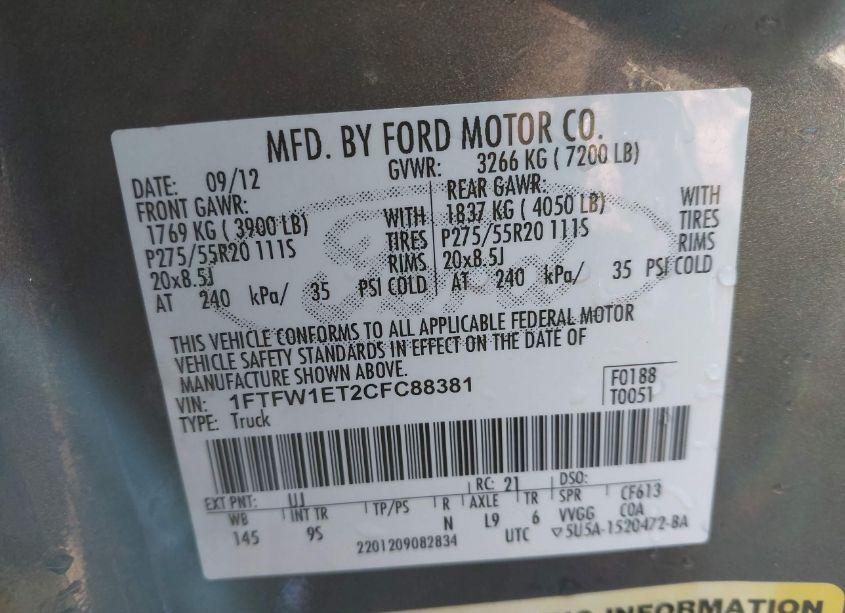 MFD. BY FORD MOTOR CO.
DATE: 09/12 GVWR: 3266 KG ( 7200 LB)
FRONT GAWR: REAR GAWR:
1769 KG ( 3900 LB) WITH 1837 KG ( 4050 LB) WITH
P275/55R20 111S TIRES P275/55R20 111S TIRES
20x8.5J RIMS 20x8.5J RIMS
AT 240 kPa/ 35 PSI COLD AT 240 kPa/ 35 PSI COLD
THIS VEHICLE CONFORMS TO ALL APPLICABLE FEDERAL MOTOR
VEHICLE SAFETY STANDARDS IN EFFECT ON THE DATE OF
MANUFACTURE SHOWN ABOVE.
VIN: 1FTFW1ET2CFC88381 F0188
TYPE: Truck T0051
EXT PNT: UJ RC: 21 DSO:
WB INT TR TP/PS R AXLE TR SPR CF613
145 9S N L9 6 VVGG COA
2201209082834 UTC ▽5U5A-1520472-BA
INFORMATION